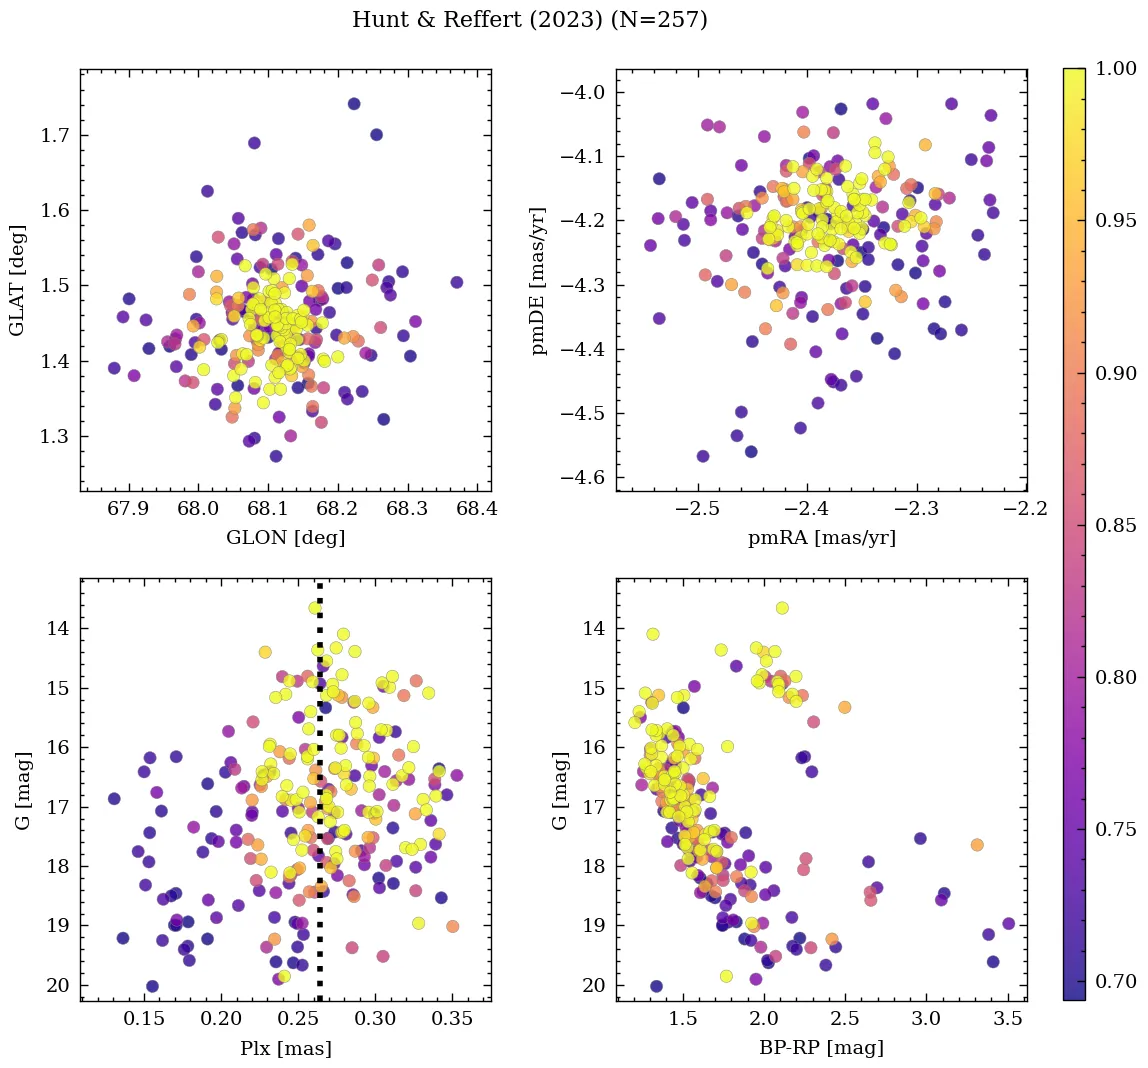 Hunt & Reffert (2023) (N=257)
1.7
1.6
1.5
1.4
1.3
GLAT [deg]
67.9 68.0 68.1 68.2 68.3 68.4
GLON [deg]
−4.0
−4.1
−4.2
−4.3
−4.4
−4.5
−4.6
pmDE [mas/yr]
−2.5 −2.4 −2.3 −2.2
pmRA [mas/yr]
1.00
0.95
0.90
0.85
0.80
0.75
0.70
14
15
16
17
18
19
20
G [mag]
0.15 0.20 0.25 0.30 0.35
Plx [mas]
14
15
16
17
18
19
20
G [mag]
1.5 2.0 2.5 3.0 3.5
BP-RP [mag]